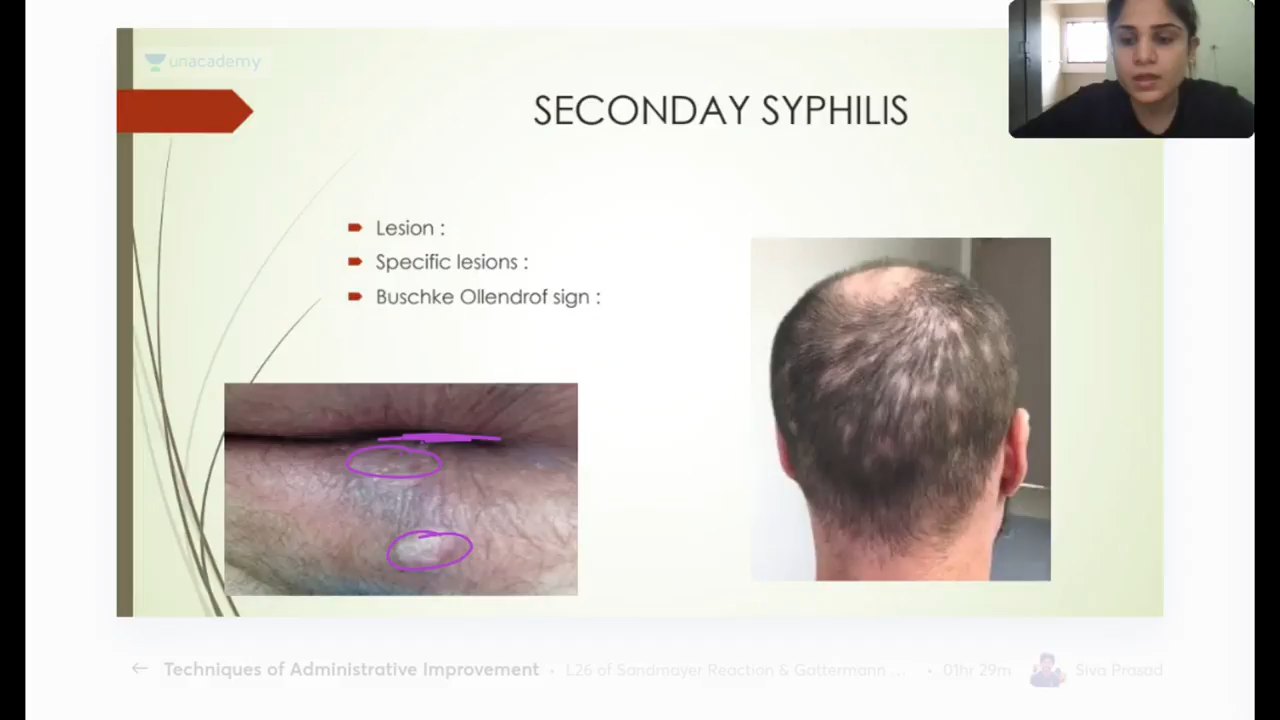 unacademy
SECONDAY SYPHILIS
Lesion :
Specific lesions :
Buschke Ollendrof sign :
Techniques of Administrative Improvement • L26 of Sandmayer Reaction & Gattermann ... • 01hr 29m Siva Prasad